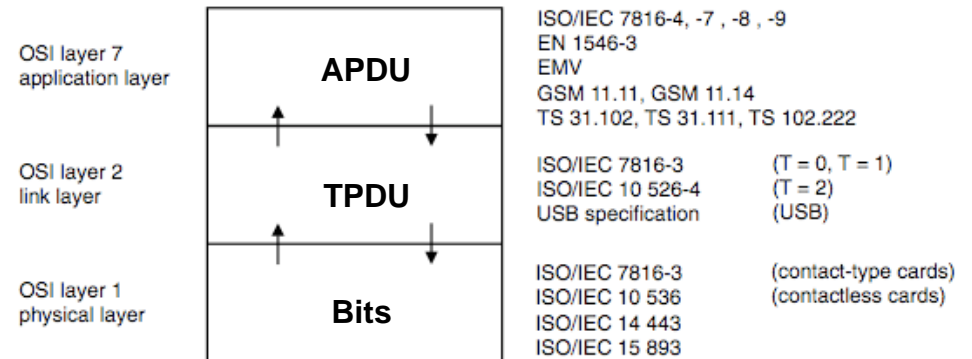 OSI layer 7
application layer
APDU
ISO/IEC 7816-4, -7 , -8 , -9
EN 1546-3
EMV
GSM 11.11, GSM 11.14
TS 31.102, TS 31.111, TS 102.222
OSI layer 2
link layer
TPDU
ISO/IEC 7816-3 (T = 0, T = 1)
ISO/IEC 10 526-4 (T = 2)
USB specification (USB)
OSI layer 1
physical layer
Bits
ISO/IEC 7816-3 (contact-type cards)
ISO/IEC 10 536 (contactless cards)
ISO/IEC 14 443
ISO/IEC 15 893